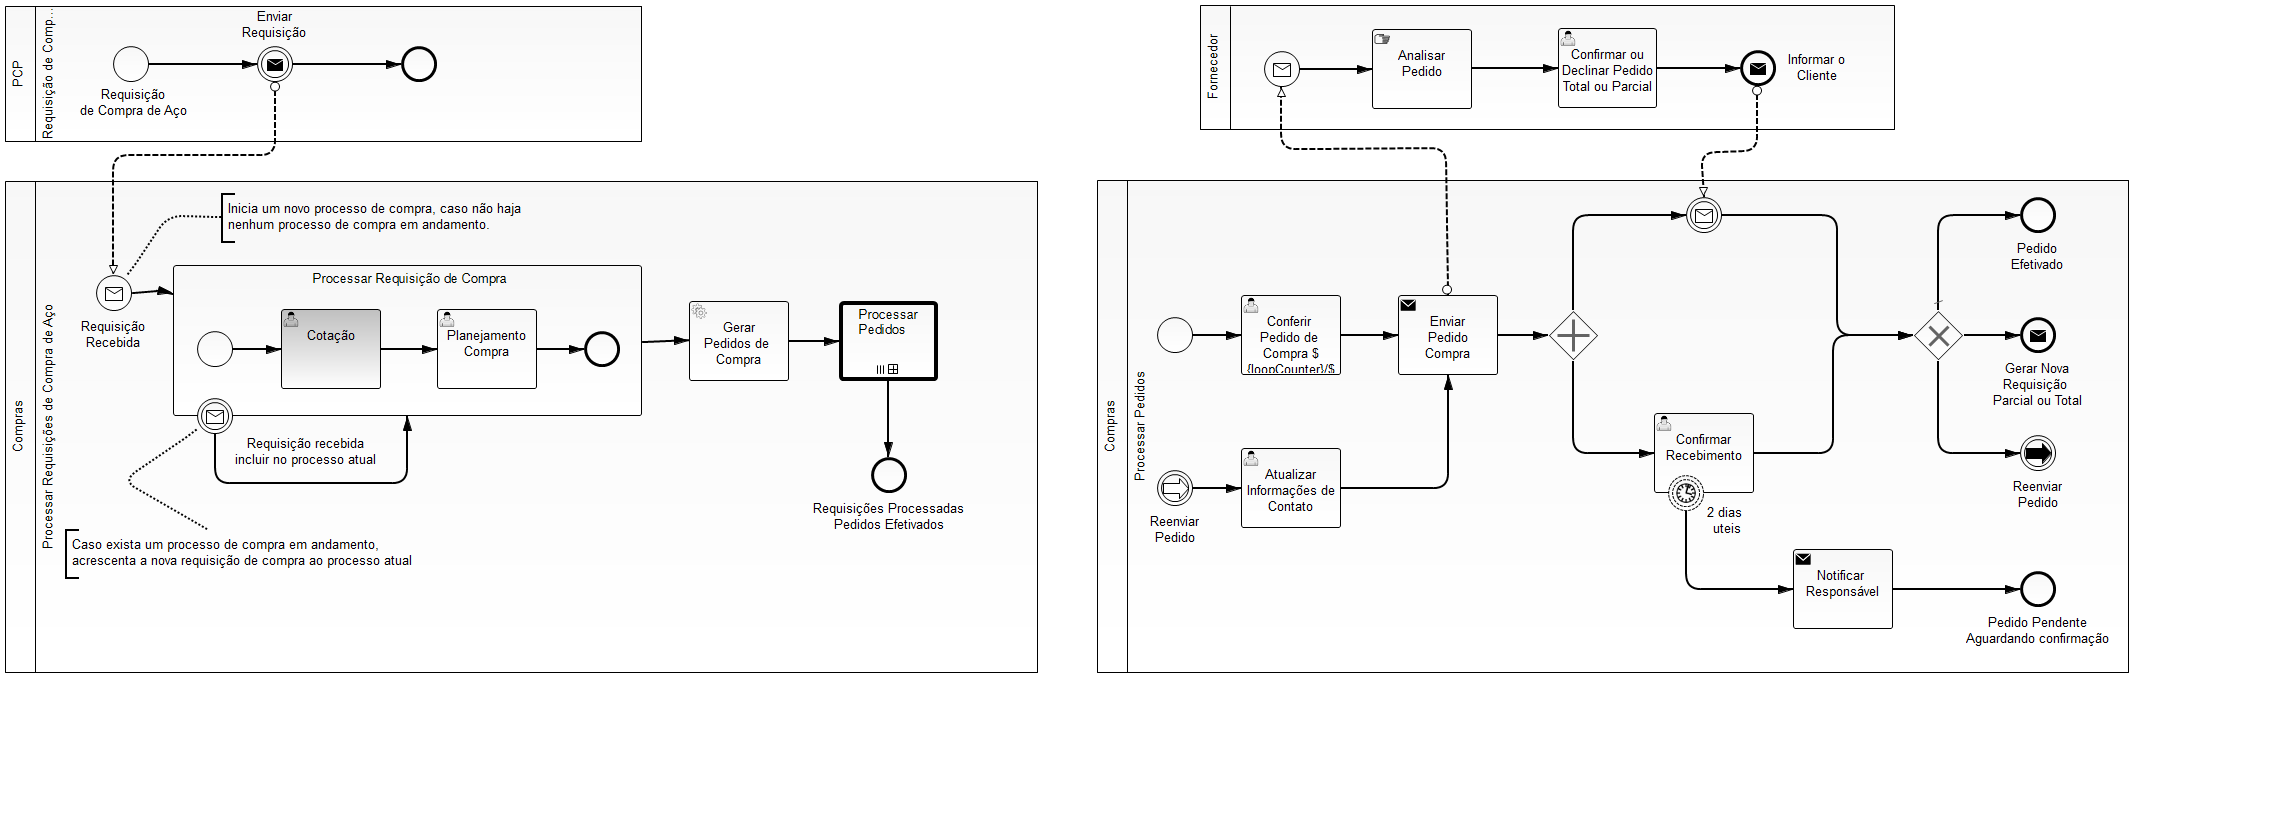 PCP
Requisição de Comp...
Enviar
Requisição
Requisição
de Compra de Aço
Compras
Processar Requisições de Compra de Aço
Inicia um novo processo de compra, caso não haja
nenhum processo de compra em andamento.
Requisição
Recebida
Processar Requisição de Compra
Cotação
Planejamento
Compra
Requisição recebida
incluir no processo atual
Caso exista um processo de compra em andamento,
acrescenta a nova requisição de compra ao processo atual
Gerar
Pedidos de
Compra
Processar
Pedidos
Requisições Processadas
Pedidos Efetivados
Fornecedor
Analisar
Pedido
Confirmar ou
Declinar Pedido
Total ou Parcial
Informar o
Cliente
Compras
Processar Pedidos
Conferir
Pedido de
Compra $
{loopCounter}/$
Enviar
Pedido
Compra
Reenviar
Pedido
Atualizar
Informações de
Contato
Confirmar
Recebimento
2 dias
uteis
Notificar
Responsável
Pedido
Efetivado
Gerar Nova
Requisição
Parcial ou Total
Reenviar
Pedido
Pedido Pendente
Aguardando confirmação